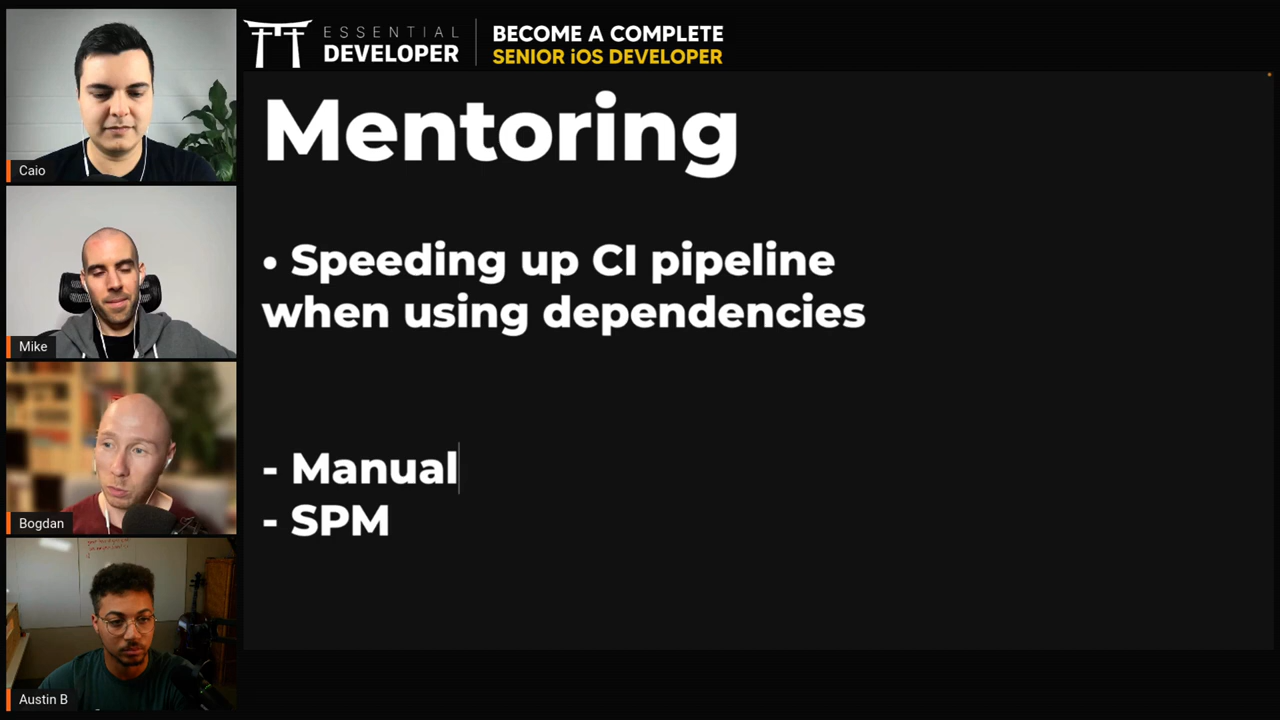 Caio
Mike
Bogdan
Austin B
ESSENTIAL
DEVELOPER
BECOME A COMPLETE
SENIOR iOS DEVELOPER
Mentoring
• Speeding up CI pipeline
when using dependencies
- Manual
- SPM